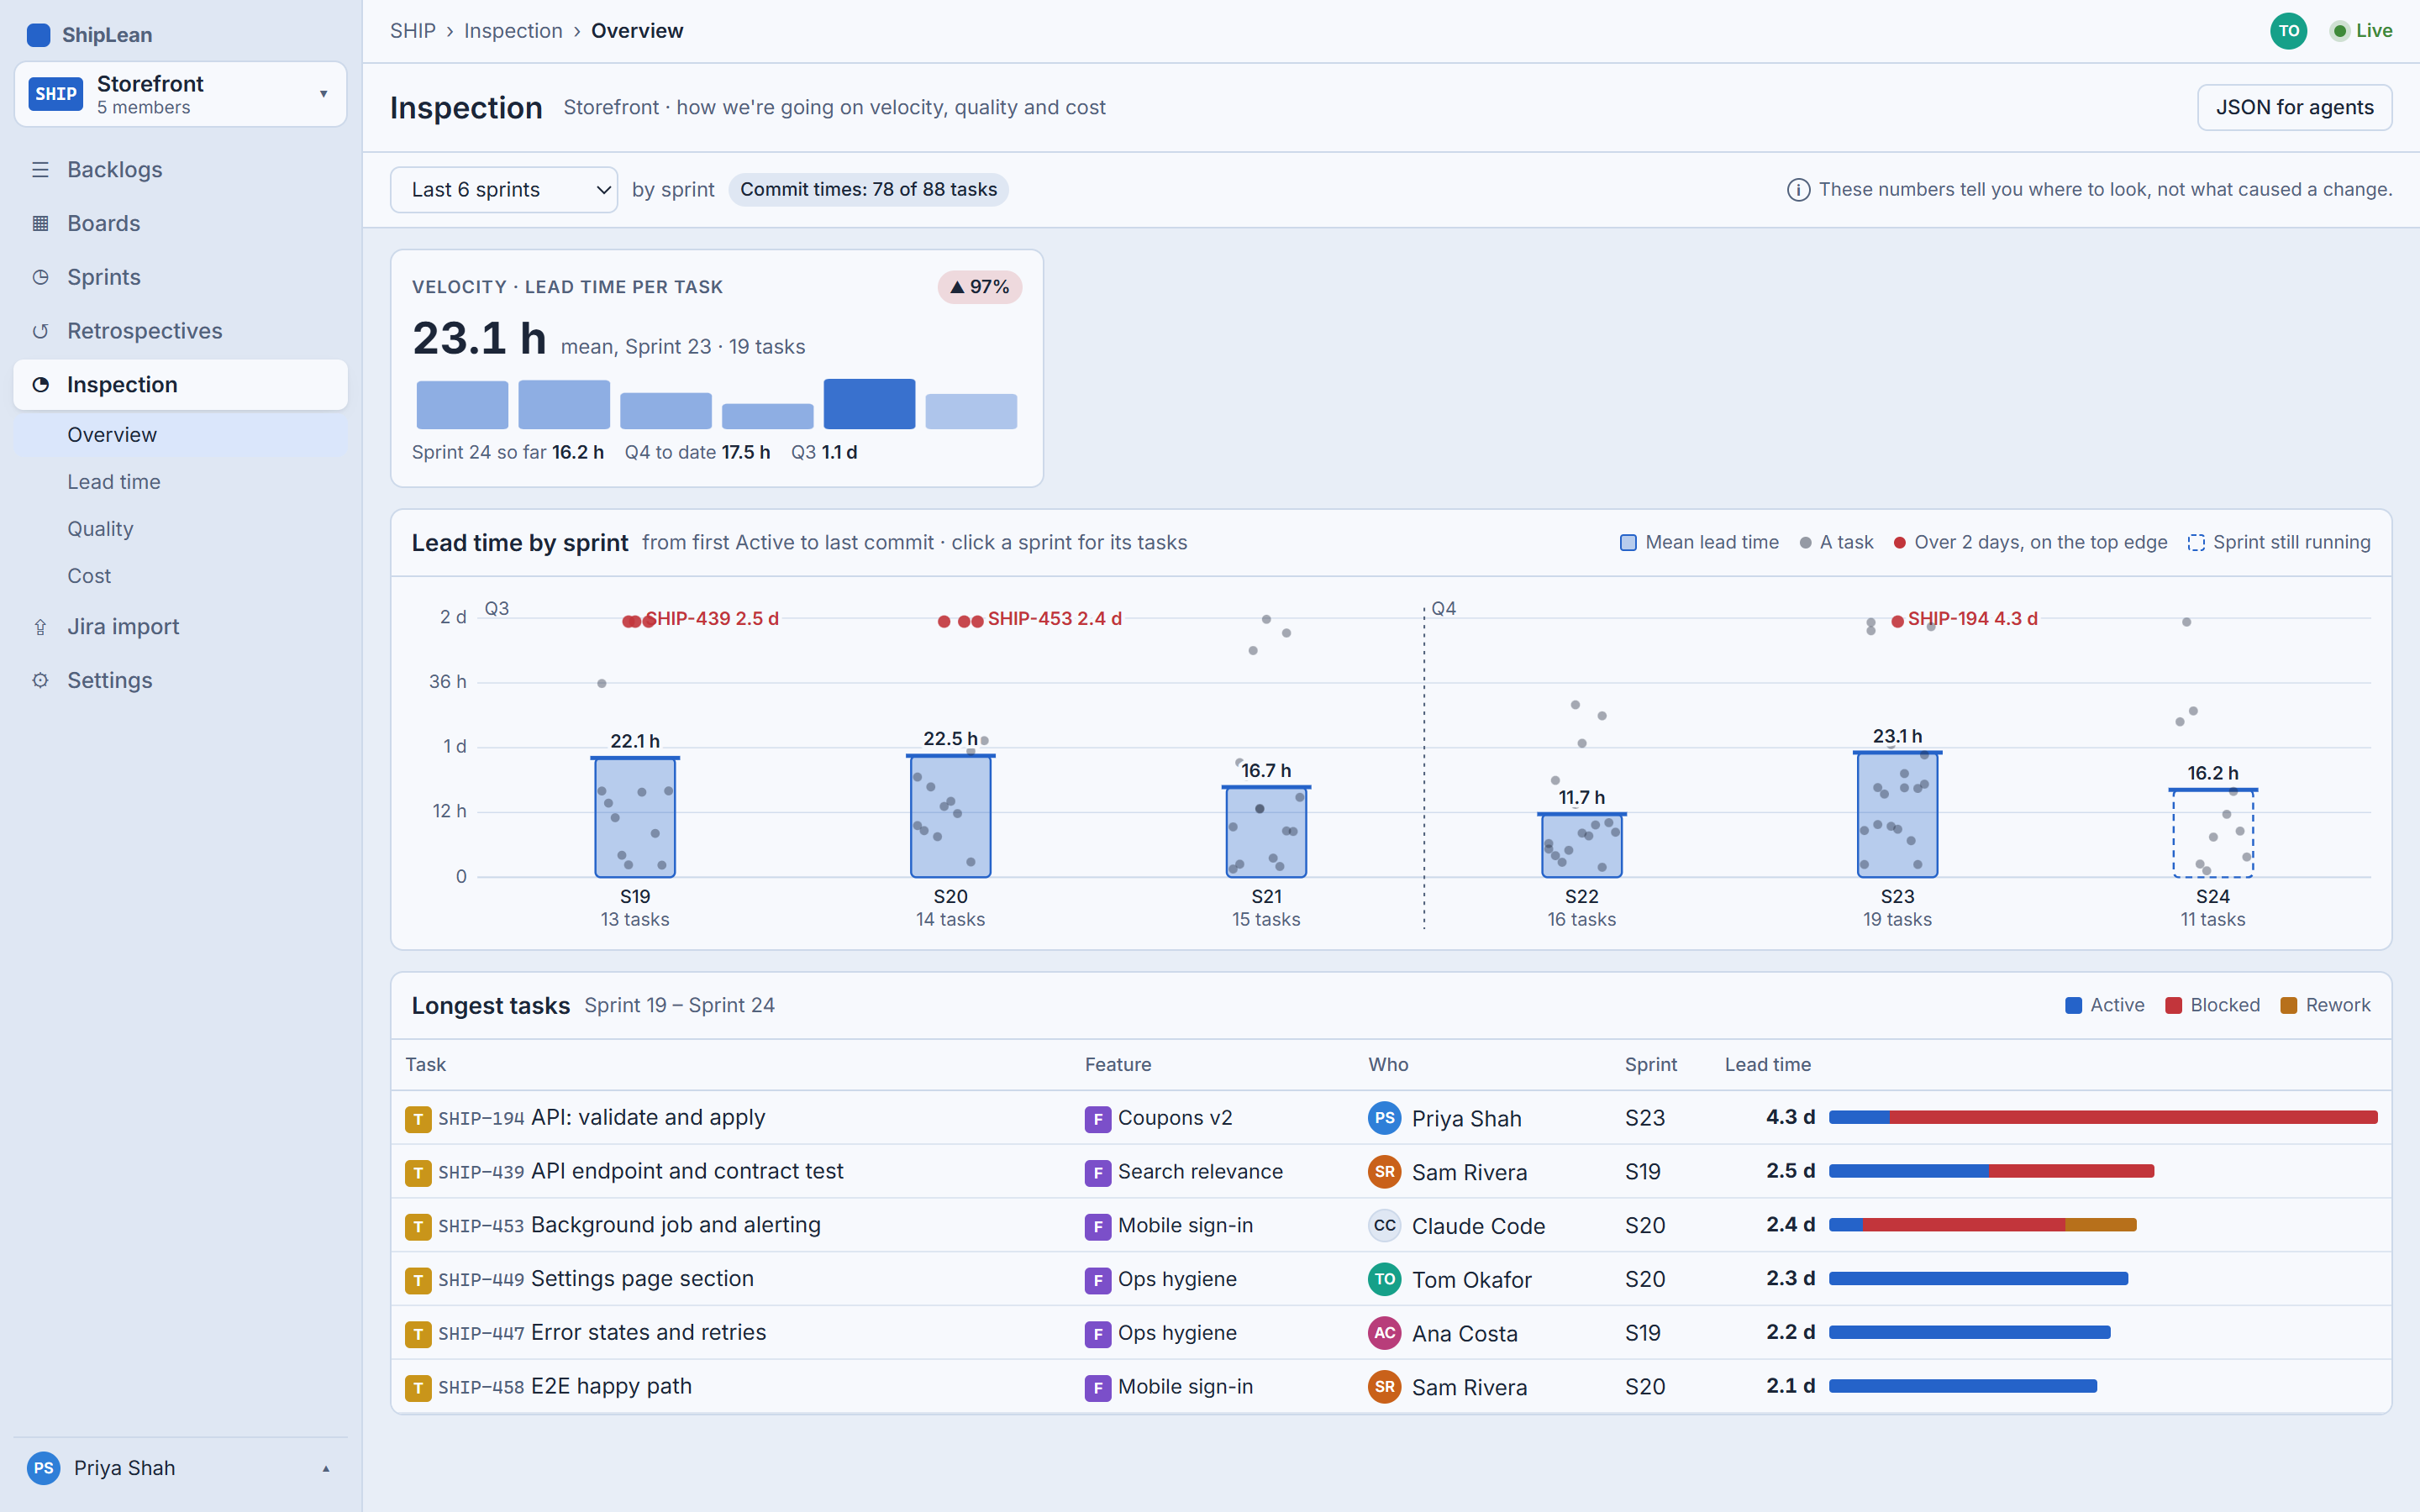 ShipLean
SHIP Storefront
5 members
Backlogs
Boards
Sprints
Retrospectives
Inspection
Overview
Lead time
Quality
Cost
Jira import
Settings
PS Priya Shah
SHIP › Inspection › Overview
TO Live
Inspection Storefront · how we're going on velocity, quality and cost
JSON for agents
Last 6 sprints by sprint Commit times: 78 of 88 tasks
These numbers tell you where to look, not what caused a change.
VELOCITY · LEAD TIME PER TASK ▲ 97%
23.1 h mean, Sprint 23 · 19 tasks
Sprint 24 so far 16.2 h Q4 to date 17.5 h Q3 1.1 d
Lead time by sprint from first Active to last commit · click a sprint for its tasks
Mean lead time A task Over 2 days, on the top edge Sprint still running
Q3 Q4
2 d SHIP-439 2.5 d SHIP-453 2.4 d SHIP-194 4.3 d
36 h
1 d
12 h
0
22.1 h 22.5 h 16.7 h 11.7 h 23.1 h 16.2 h
S19 S20 S21 S22 S23 S24
13 tasks 14 tasks 15 tasks 16 tasks 19 tasks 11 tasks
Longest tasks Sprint 19 – Sprint 24
Active Blocked Rework
Task Feature Who Sprint Lead time
T SHIP-194 API: validate and apply F Coupons v2 PS Priya Shah S23 4.3 d
T SHIP-439 API endpoint and contract test F Search relevance SR Sam Rivera S19 2.5 d
T SHIP-453 Background job and alerting F Mobile sign-in CC Claude Code S20 2.4 d
T SHIP-449 Settings page section F Ops hygiene TO Tom Okafor S20 2.3 d
T SHIP-447 Error states and retries F Ops hygiene AC Ana Costa S19 2.2 d
T SHIP-458 E2E happy path F Mobile sign-in SR Sam Rivera S20 2.1 d